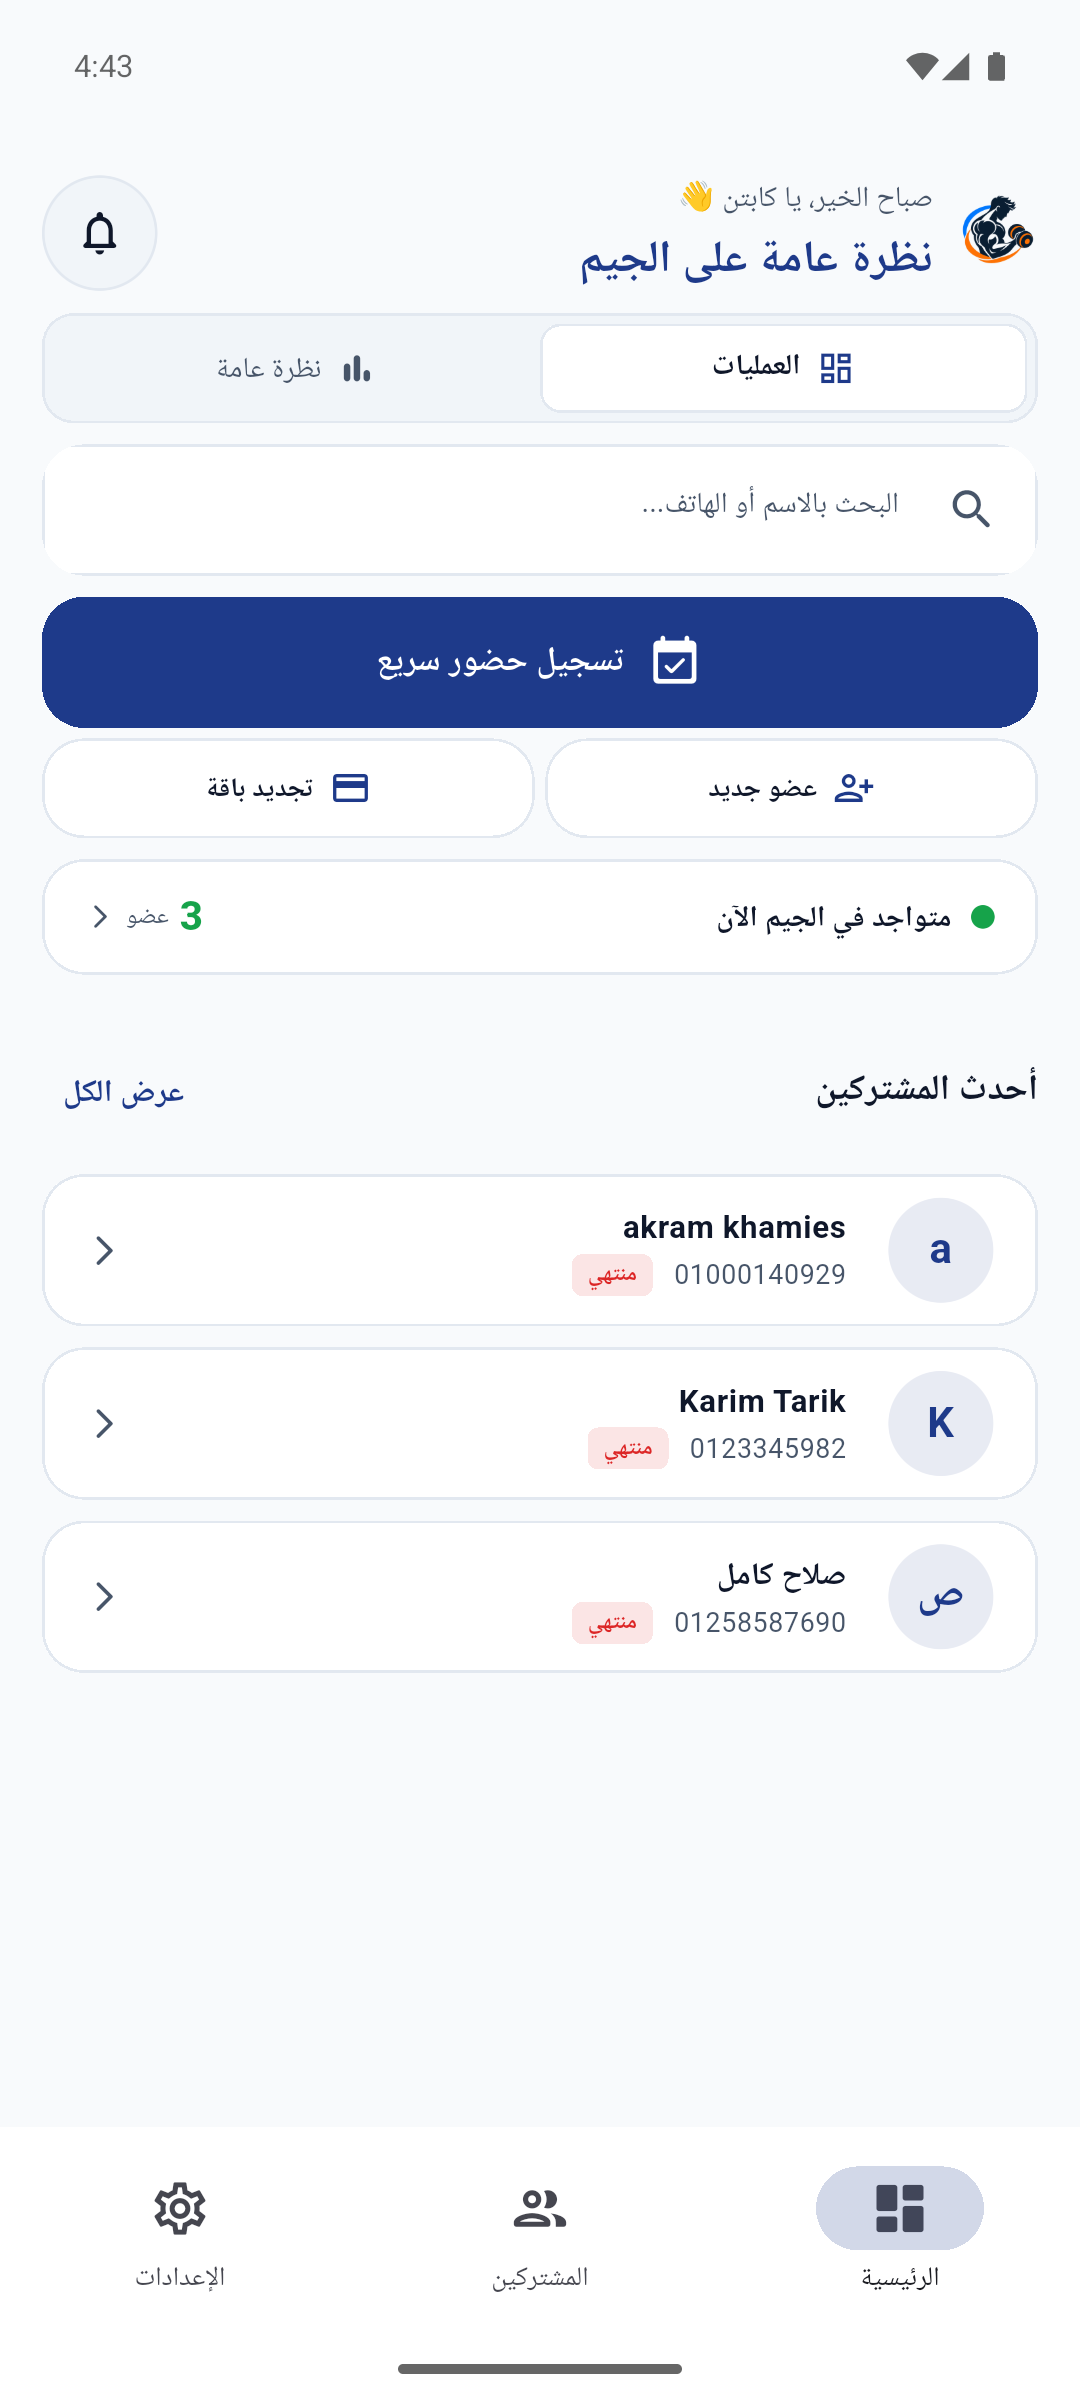 4:43
صباح الخير، يا كابتن 👋
نظرة عامة على الجيم
العمليات
نظرة عامة
البحث بالاسم أو الهاتف...
تسجيل حضور سريع
عضو جديد
تجديد باقة
متواجد في الجيم الآن
3 عضو
أحدث المشتركين
عرض الكل
a
akram khamies
01000140929 منتهي
K
Karim Tarik
0123345982 منتهي
ص
صلاح كامل
01258587690 منتهي
الرئيسية
المشتركين
الإعدادات